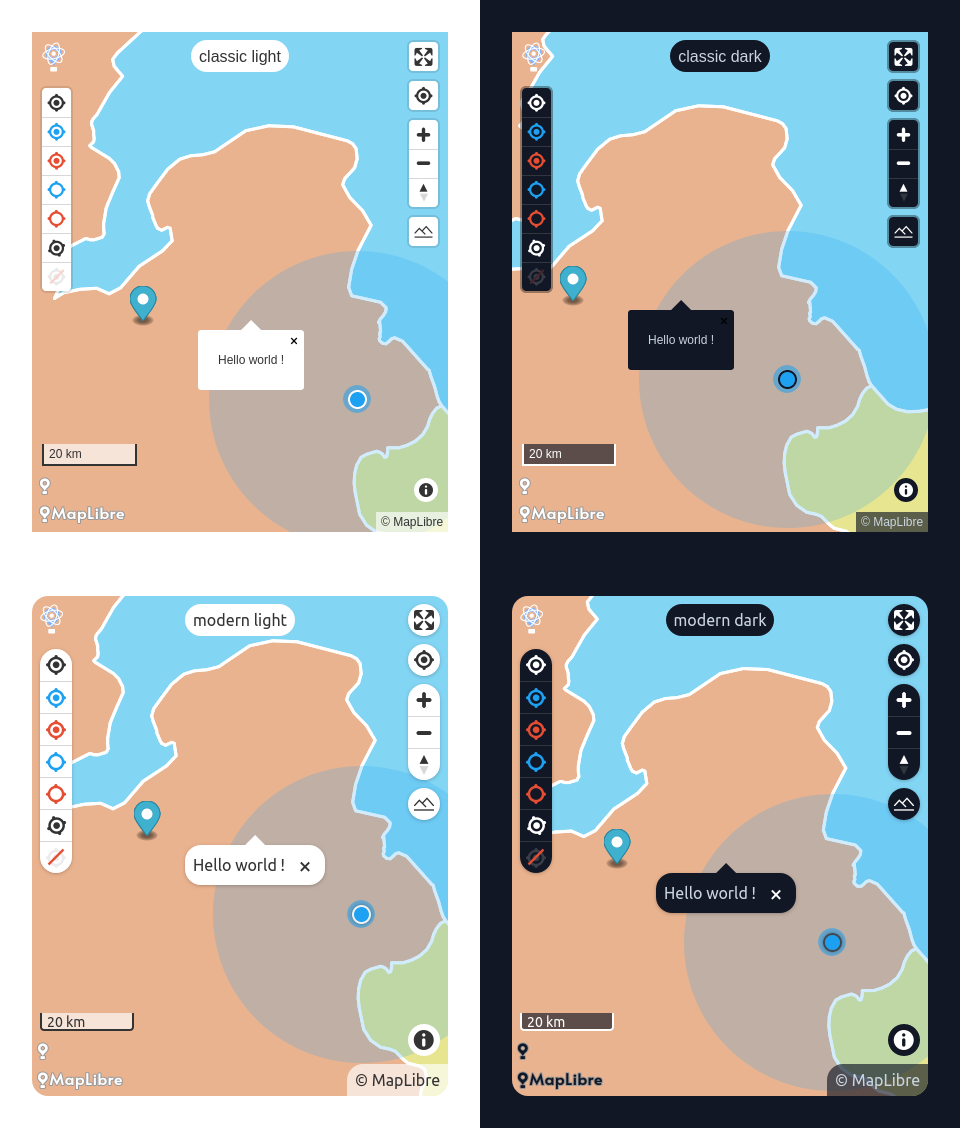 classic light
Hello world !
×
20 km
MapLibre
© MapLibre
classic dark
Hello world !
×
20 km
MapLibre
© MapLibre
modern light
Hello world ! ×
20 km
MapLibre
© MapLibre
modern dark
Hello world ! ×
20 km
MapLibre
© MapLibre